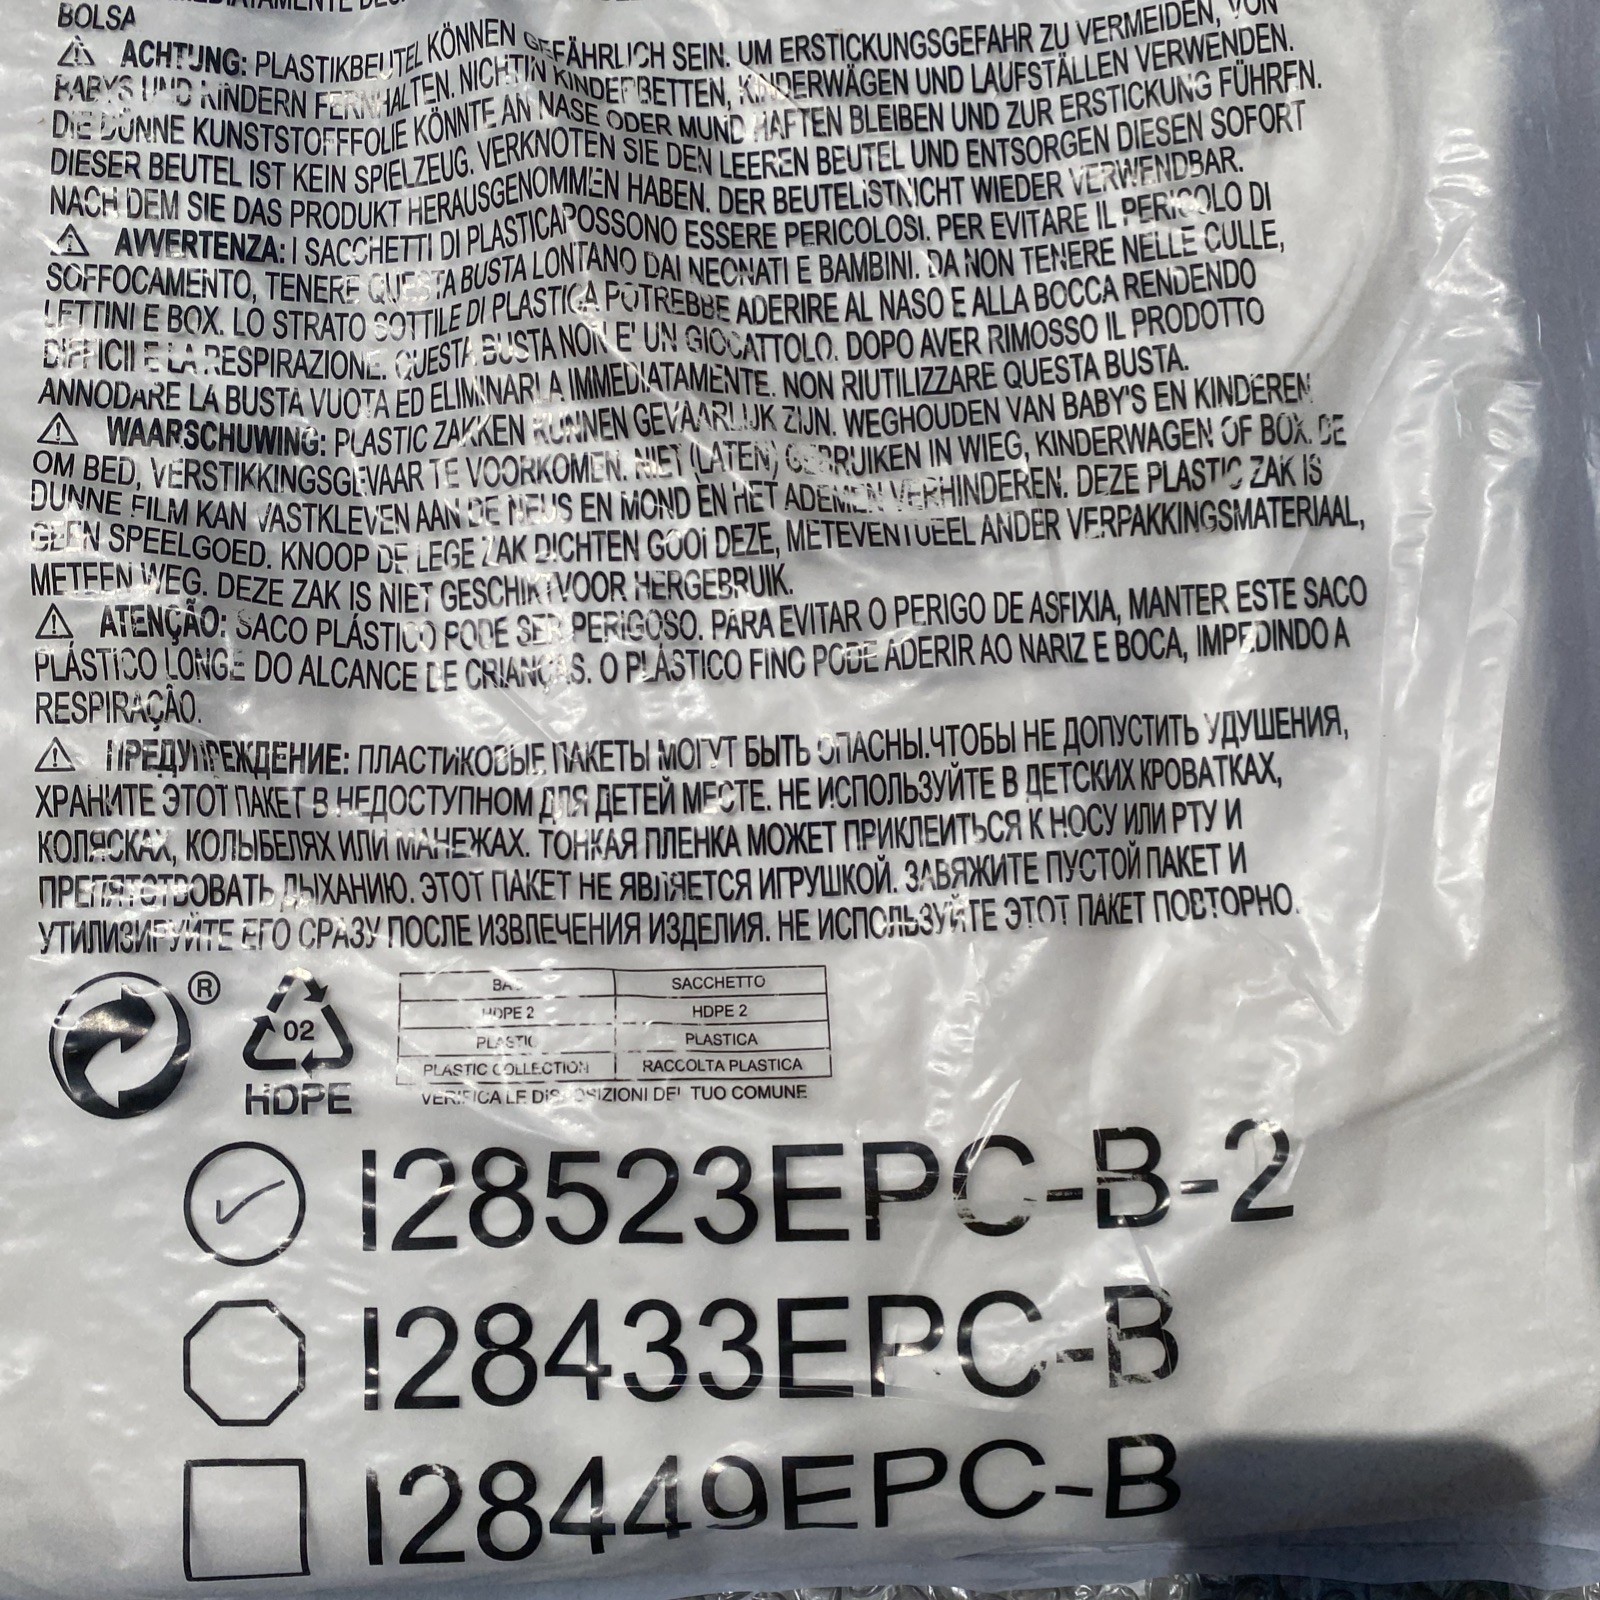 BOLSA
⚠ ACHTUNG: PLASTIKBEUTEL KÖNNEN GEFÄHRLICH SEIN. UM ERSTICKUNGSGEFAHR ZU VERMEIDEN, VON
BABYS UND KINDERN FERNHALTEN. NICHTIN KINDERBETTEN, KINDERWÄGEN UND LAUFSTÄLLEN VERWENDEN.
DIE DÜNNE KUNSTSTOFFFOLIE KÖNNTE AN NASE ODER MUND HAFTEN BLEIBEN UND ZUR ERSTICKUNG FÜHREN.
DIESER BEUTEL IST KEIN SPIELZEUG. VERKNOTEN SIE DEN LEEREN BEUTEL UND ENTSORGEN DIESEN SOFORT
NACH DEM SIE DAS PRODUKT HERAUSGENOMMEN HABEN. DER BEUTELISTNICHT WIEDER VERWENDBAR.
⚠ AVVERTENZA: I SACCHETTI DI PLASTICAPOSSONO ESSERE PERICOLOSI. PER EVITARE IL PERICOLO DI
SOFFOCAMENTO, TENERE QUESTA BUSTA LONTANO DAI NEONATI E BAMBINI. DA NON TENERE NELLE CULLE,
LETTINI E BOX. LO STRATO SOTTILE DI PLASTICA POTREBBE ADERIRE AL NASO E ALLA BOCCA RENDENDO
DIFFICILE LA RESPIRAZIONE. QUESTA BUSTA NON E' UN GIOCATTOLO. DOPO AVER RIMOSSO IL PRODOTTO
ANNODARE LA BUSTA VUOTA ED ELIMINARLA IMMEDIATAMENTE. NON RIUTILIZZARE QUESTA BUSTA.
⚠ WAARSCHUWING: PLASTIC ZAKKEN KUNNEN GEVAARLIJK ZIJN. WEGHOUDEN VAN BABY'S EN KINDEREN
OM BED, VERSTIKKINGSGEVAAR TE VOORKOMEN. NIET (LATEN) GEBRUIKEN IN WIEG, KINDERWAGEN OF BOX. DE
DUNNE FILM KAN VASTKLEVEN AAN DE NEUS EN MOND EN HET ADEMEN VERHINDEREN. DEZE PLASTIC ZAK IS
GEEN SPEELGOED. KNOOP DE LEGE ZAK DICHTEN GOOI DEZE, METEVENTUEEL ANDER VERPAKKINGSMATERIAAL,
METEEN WEG. DEZE ZAK IS NIET GESCHIKTVOOR HERGEBRUIK.
⚠ ATENÇÃO: SACO PLÁSTICO PODE SER PERIGOSO. PARA EVITAR O PERIGO DE ASFIXIA, MANTER ESTE SACO
PLÁSTICO LONGE DO ALCANCE DE CRIANÇAS. O PLÁSTICO FINO PODE ADERIR AO NARIZ E BOCA, IMPEDINDO A
RESPIRAÇÃO.
⚠ ПРЕДУПРЕЖДЕНИЕ: ПЛАСТИКОВЫЕ ПАКЕТЫ МОГУТ БЫТЬ ОПАСНЫ.ЧТОБЫ НЕ ДОПУСТИТЬ УДУШЕНИЯ,
ХРАНИТЕ ЭТОТ ПАКЕТ В НЕДОСТУПНОМ ДЛЯ ДЕТЕЙ МЕСТЕ. НЕ ИСПОЛЬЗУЙТЕ В ДЕТСКИХ КРОВАТКАХ,
КОЛЯСКАХ, КОЛЫБЕЛЯХ ИЛИ МАНЕЖАХ. ТОНКАЯ ПЛЕНКА МОЖЕТ ПРИКЛЕИТЬСЯ К НОСУ ИЛИ РТУ И
ПРЕПЯТСТВОВАТЬ ДЫХАНИЮ. ЭТОТ ПАКЕТ НЕ ЯВЛЯЕТСЯ ИГРУШКОЙ. ЗАВЯЖИТЕ ПУСТОЙ ПАКЕТ И
УТИЛИЗИРУЙТЕ ЕГО СРАЗУ ПОСЛЕ ИЗВЛЕЧЕНИЯ ИЗДЕЛИЯ. НЕ ИСПОЛЬЗУЙТЕ ЭТОТ ПАКЕТ ПОВТОРНО.
®
02
HDPE
BAG SACCHETTO
HDPE 2 HDPE 2
PLASTIC PLASTICA
PLASTIC COLLECTION RACCOLTA PLASTICA
VERIFICA LE DISPOSIZIONI DEL TUO COMUNE
I28523EPC-B-2
I28433EPC-B
I28449EPC-B